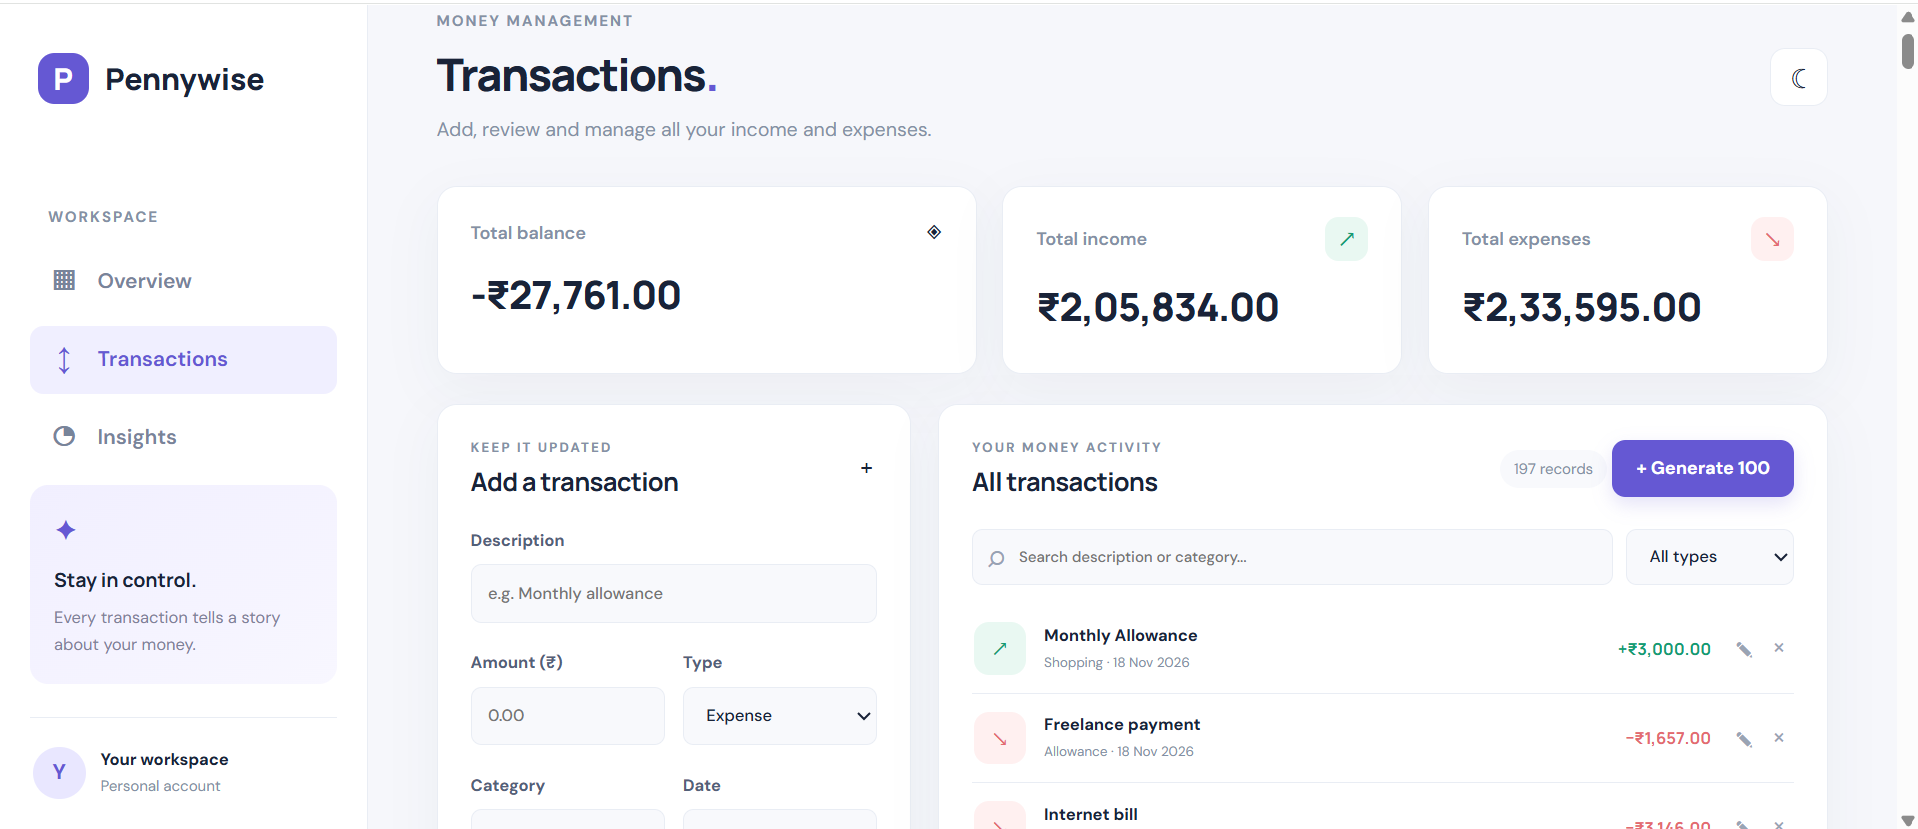 P Pennywise
WORKSPACE
Overview
Transactions
Insights
Stay in control.
Every transaction tells a story
about your money.
Y
Your workspace
Personal account
MONEY MANAGEMENT
Transactions.
Add, review and manage all your income and expenses.
Total balance
-₹27,761.00
Total income
₹2,05,834.00
Total expenses
₹2,33,595.00
KEEP IT UPDATED
Add a transaction
+
Description
e.g. Monthly allowance
Amount (₹) Type
0.00 Expense
Category Date
YOUR MONEY ACTIVITY
All transactions
197 records
+ Generate 100
Search description or category...
All types
Monthly Allowance
Shopping · 18 Nov 2026
+₹3,000.00
Freelance payment
Allowance · 18 Nov 2026
-₹1,657.00
Internet bill
-₹3,146.00